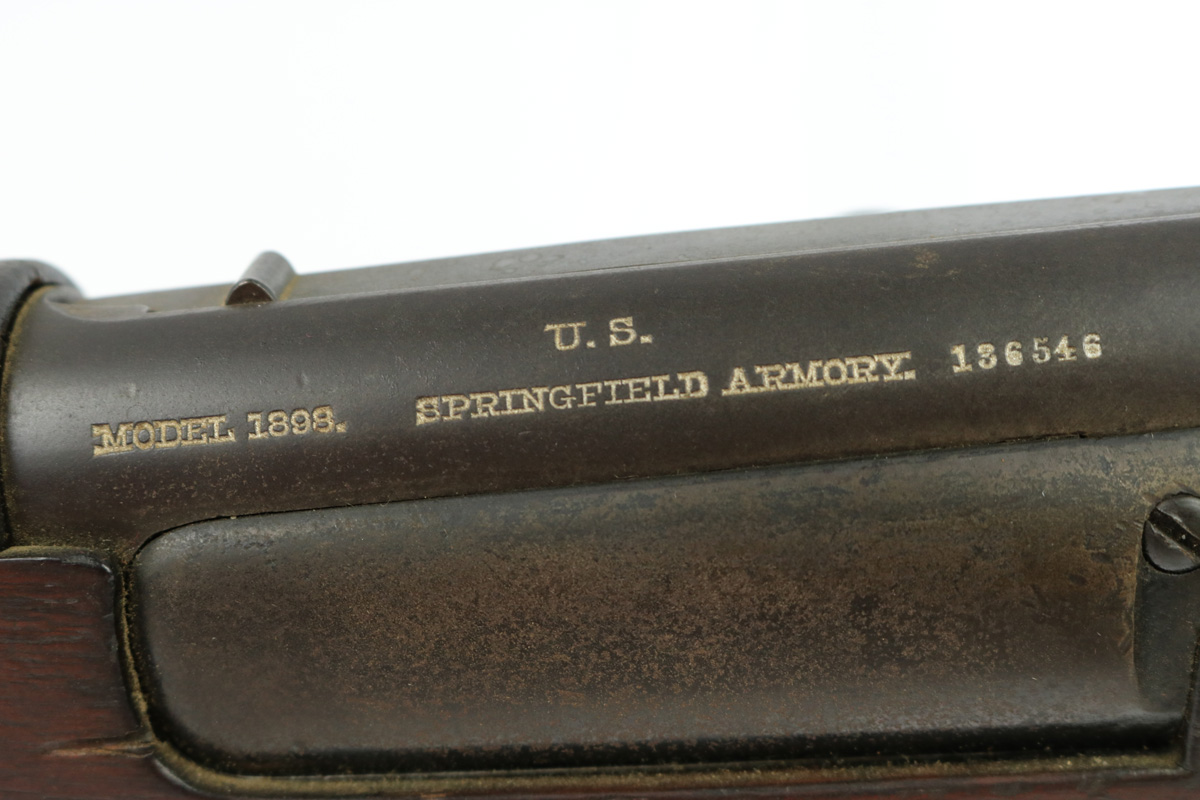 U. S.
MODEL 1898. SPRINGFIELD ARMORY. 136546